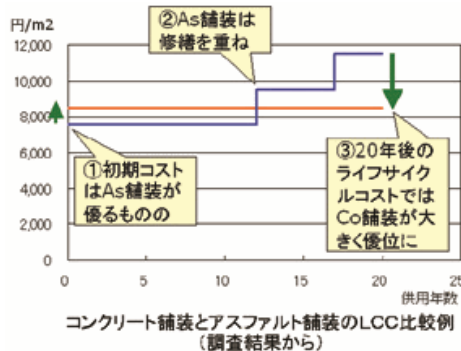 円/m2
12,000
10,000
8,000
6,000
4,000
2,000
0
0
5
10
15
20
25
供用年数
②As舗装は
修繕を重ね
①初期コスト
はAs舗装が
優るものの
③20年後の
ライフサイク
ルコストでは
Co舗装が大
きく優位に
コンクリート舗装とアスファルト舗装のLCC比較例
(調査結果から)